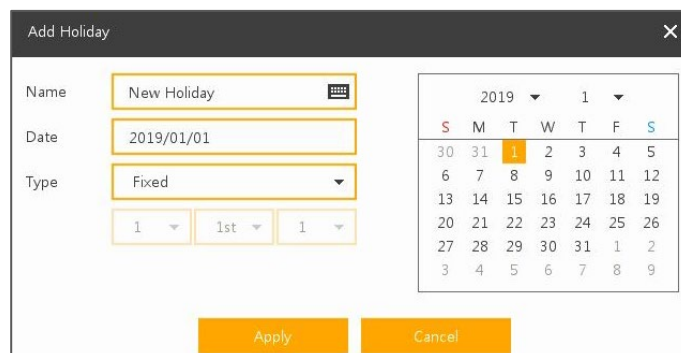 Add Holiday
Name New Holiday
Date 2019/01/01
Type Fixed
1 1st 1
2019 1
S M T W T F S
30 31 1 2 3 4 5
6 7 8 9 10 11 12
13 14 15 16 17 18 19
20 21 22 23 24 25 26
27 28 29 30 31 1 2
3 4 5 6 7 8 9
Apply Cancel